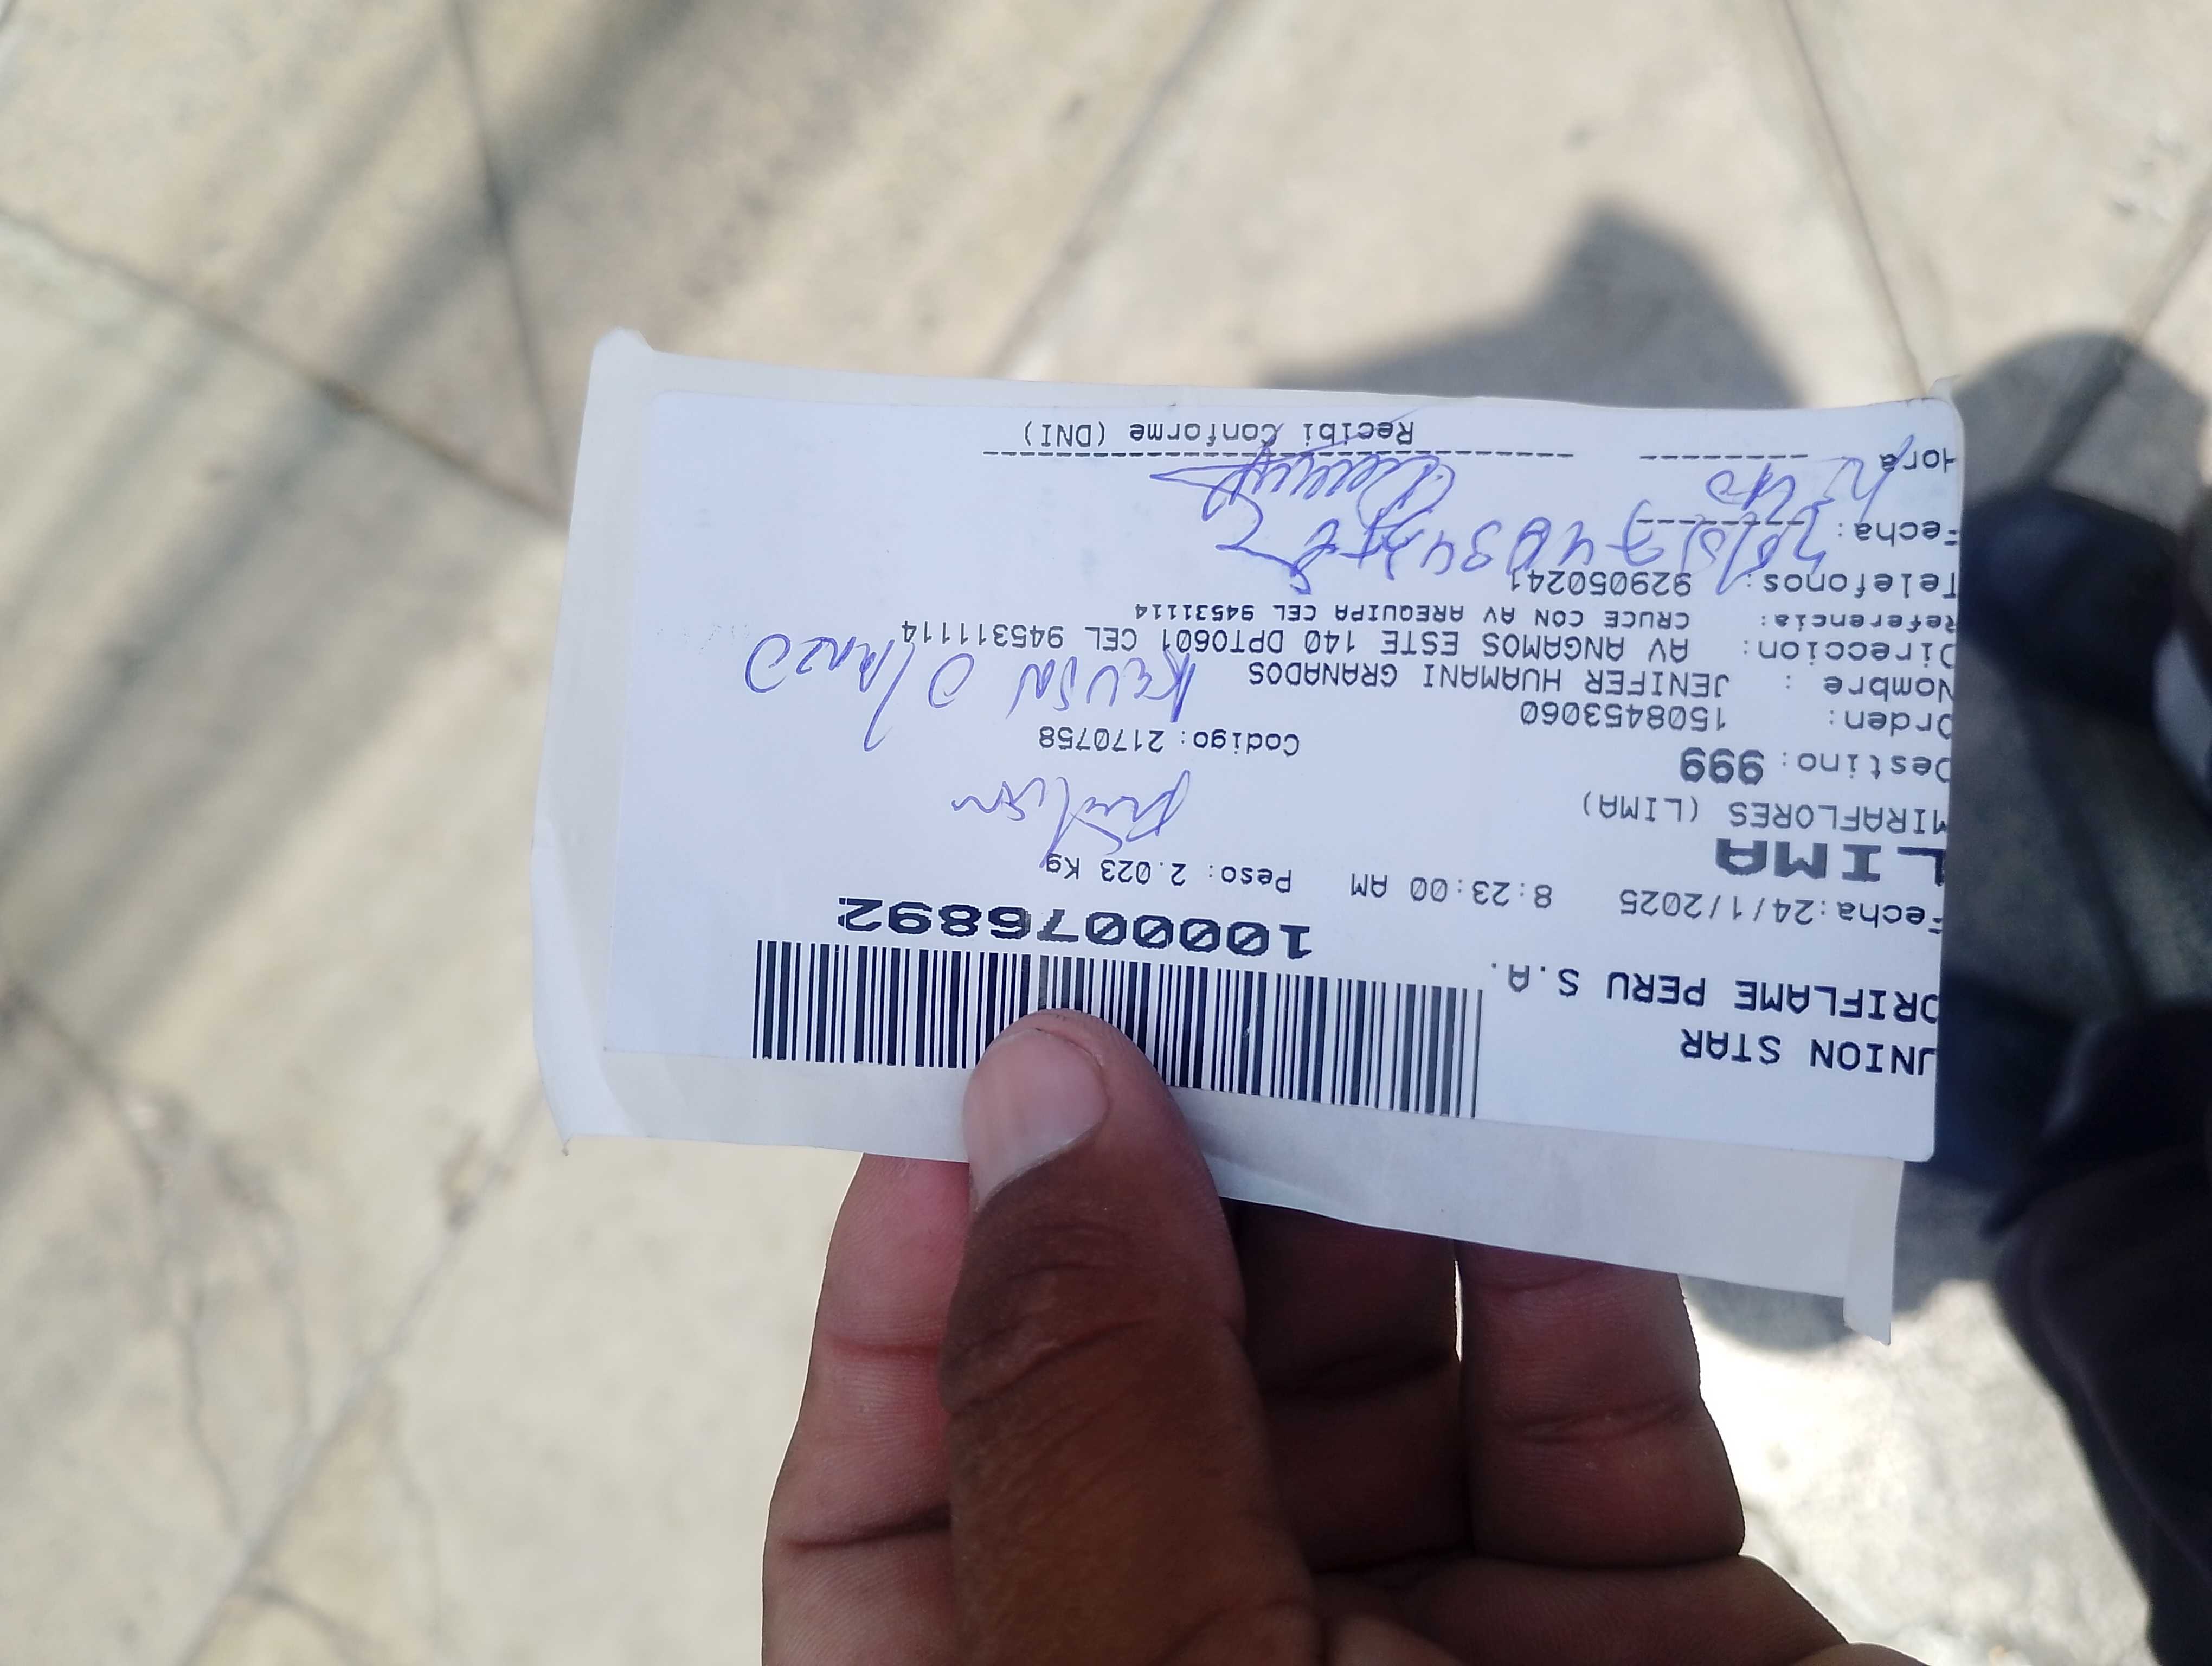 UNION STAR
ORIFLAME PERU S.A.
1000076892
Fecha:24/1/2025 8:23:00 AM Peso: 2.023 Kg
LIMA
MIRAFLORES (LIMA)
Destino: 999 Codigo: 2170758
Orden: 1508453060
Nombre : JENIFER HUAMANI GRANADOS
Direccion: AV ANGAMOS ESTE 140 DPT0601 CEL 945311114
Referencia: CRUCE CON AV AREQUIPA CEL 94531114
Telefonos: 929050241
Fecha:
Hora
Recibi Conforme (DNI)